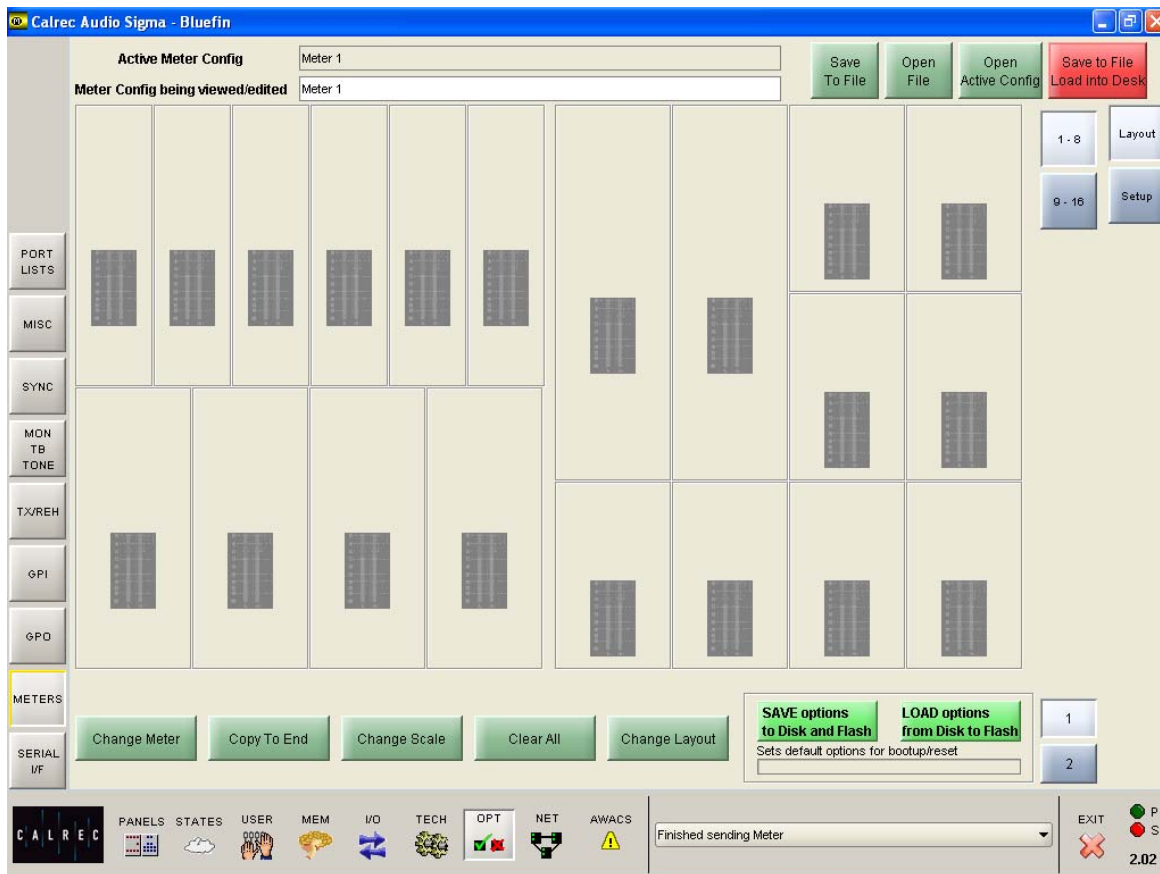 Calrec Audio Sigma - Bluefin
Active Meter Config
Meter 1
Meter Config being viewed/edited
Meter 1
Save
To File
Open
File
Open
Active Config
Save to File
Load into Desk
1 - 8
Layout
9 - 16
Setup
PORT
LISTS
MISC
SYNC
MON
TB
TONE
TX/REH
GPI
GPO
METERS
SERIAL
I/F
Change Meter
Copy To End
Change Scale
Clear All
Change Layout
SAVE options
to Disk and Flash
LOAD options
from Disk to Flash
Sets default options for bootup/reset
1
2
CALREC
PANELS
STATES
USER
MEM
I/O
TECH
OPT
NET
AWACS
Finished sending Meter
EXIT
P
S
2.02